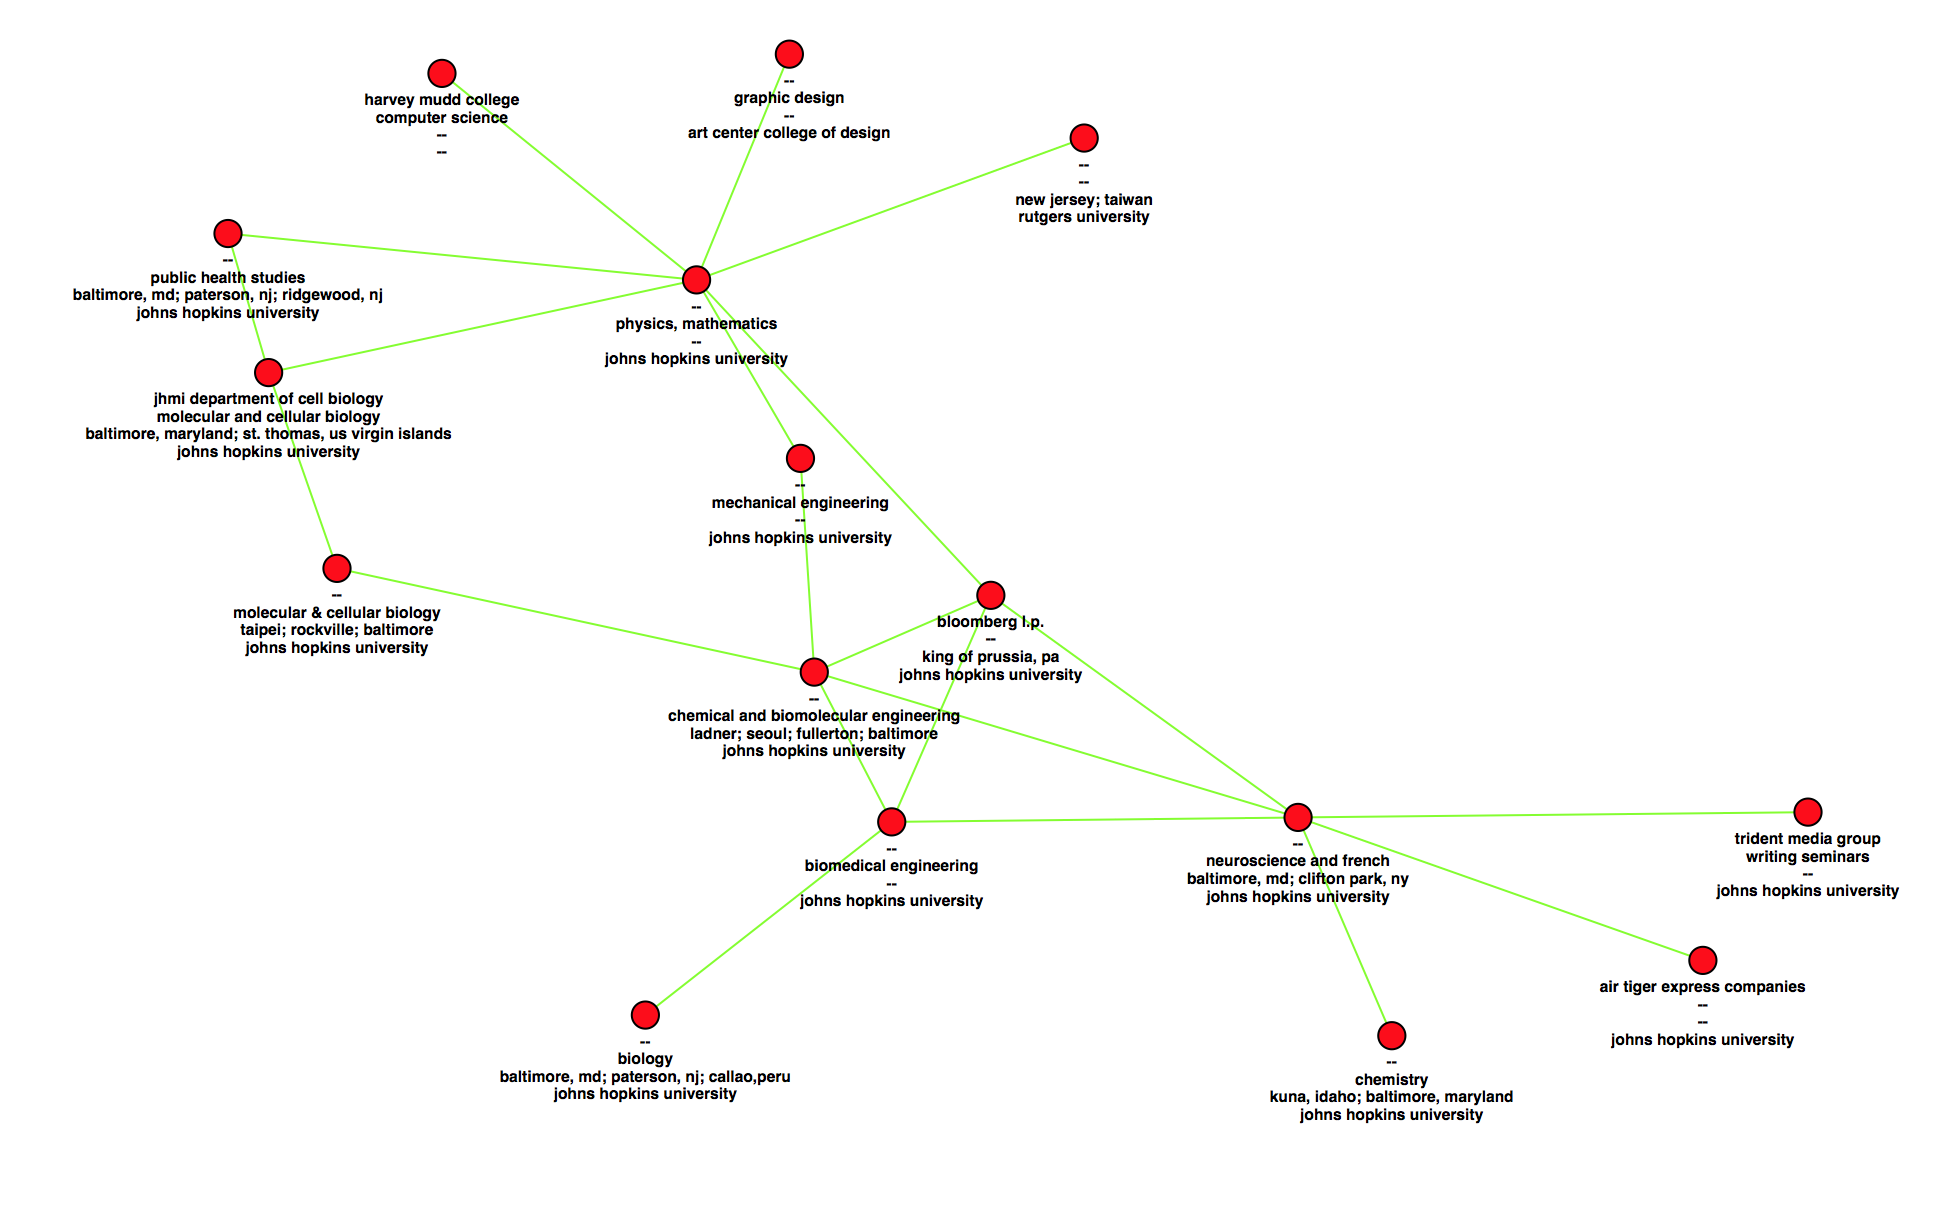 --
graphic design
--
art center college of design
harvey mudd college
computer science
--
--
--
--
new jersey; taiwan
rutgers university
--
public health studies
baltimore, md; paterson, nj; ridgewood, nj
johns hopkins university
--
physics, mathematics
--
johns hopkins university
jhmi department of cell biology
molecular and cellular biology
baltimore, maryland; st. thomas, us virgin islands
johns hopkins university
--
mechanical engineering
--
johns hopkins university
--
molecular & cellular biology
taipei; rockville; baltimore
johns hopkins university
bloomberg l.p.
--
king of prussia, pa
johns hopkins university
--
chemical and biomolecular engineering
ladner; seoul; fullerton; baltimore
johns hopkins university
--
biomedical engineering
--
johns hopkins university
--
neuroscience and french
baltimore, md; clifton park, ny
johns hopkins university
trident media group
writing seminars
--
johns hopkins university
air tiger express companies
--
--
johns hopkins university
--
biology
baltimore, md; paterson, nj; callao,peru
johns hopkins university
--
chemistry
kuna, idaho; baltimore, maryland
johns hopkins university